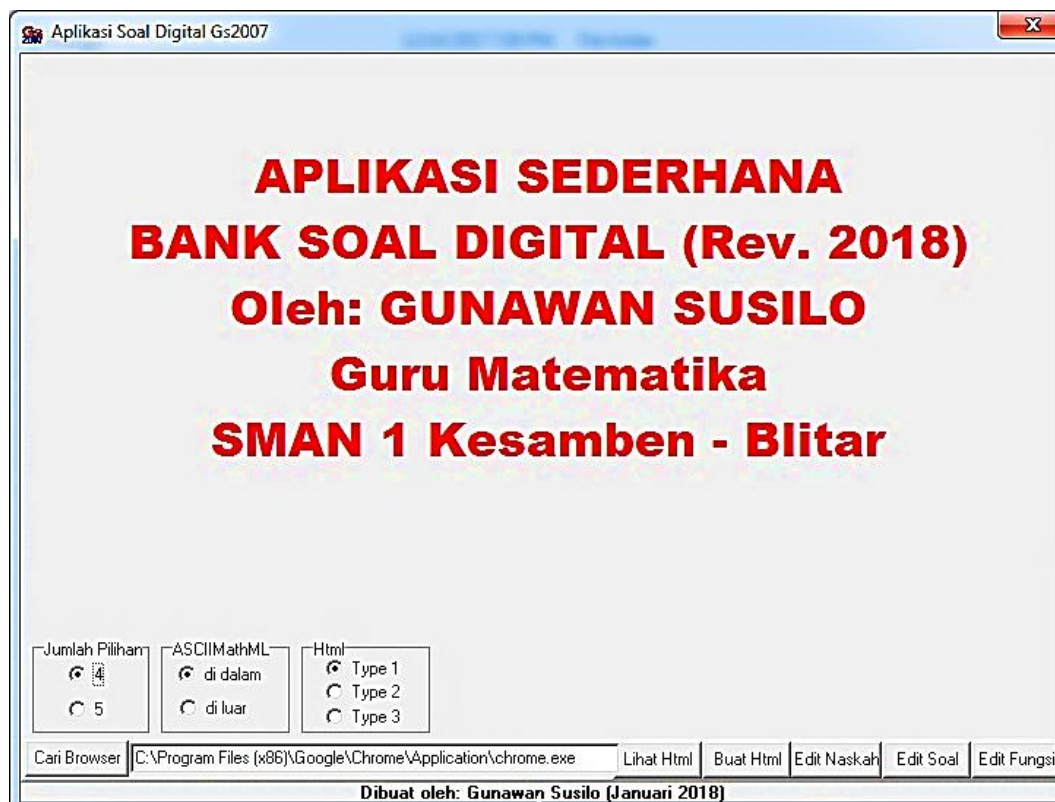 Aplikasi Soal Digital Gs2007
APLIKASI SEDERHANA
BANK SOAL DIGITAL (Rev. 2018)
Oleh: GUNAWAN SUSILO
Guru Matematika
SMAN 1 Kesamben - Blitar
Jumlah Pilihan
4
5
ASCIIMathML
di dalam
di luar
Html
Type 1
Type 2
Type 3
Cari Browser C:\Program Files (x86)\Google\Chrome\Application\chrome.exe Lihat Html Buat Html Edit Naskah Edit Soal Edit Fungsi
Dibuat oleh: Gunawan Susilo (Januari 2018)